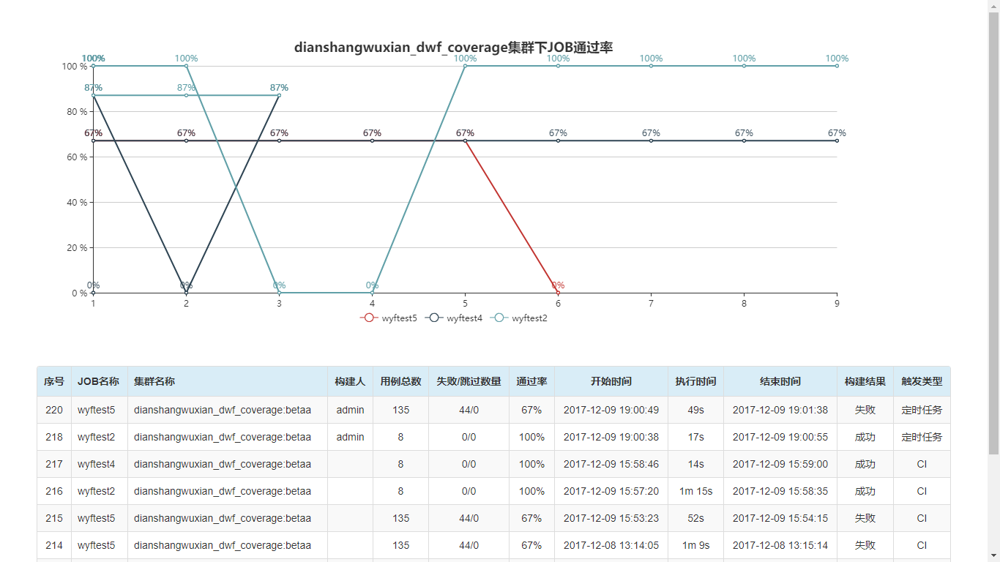 dianshangwuxian_dwf_coverage集群下JOB通过率
100% 100% 100% 100% 100% 100% 100%
100 %
87% 87% 87%
80 %
67% 67% 67% 67% 67% 67% 67% 67% 67%
60 %
40 %
20 %
0% 0% 0% 0% 0%
0 %
1 2 3 4 5 6 7 8 9
wyftest5 wyftest4 wyftest2
序号 JOB名称 集群名称 构建人 用例总数 失败/跳过数量 通过率 开始时间 执行时间 结束时间 构建结果 触发类型
220 wyftest5 dianshangwuxian_dwf_coverage:betaa admin 135 44/0 67% 2017-12-09 19:00:49 49s 2017-12-09 19:01:38 失败 定时任务
218 wyftest2 dianshangwuxian_dwf_coverage:betaa admin 8 0/0 100% 2017-12-09 19:00:38 17s 2017-12-09 19:00:55 成功 定时任务
217 wyftest4 dianshangwuxian_dwf_coverage:betaa 8 0/0 100% 2017-12-09 15:58:46 14s 2017-12-09 15:59:00 成功 CI
216 wyftest2 dianshangwuxian_dwf_coverage:betaa 8 0/0 100% 2017-12-09 15:57:20 1m 15s 2017-12-09 15:58:35 成功 CI
215 wyftest5 dianshangwuxian_dwf_coverage:betaa 135 44/0 67% 2017-12-09 15:53:23 52s 2017-12-09 15:54:15 失败 CI
214 wyftest5 dianshangwuxian_dwf_coverage:betaa 135 44/0 67% 2017-12-08 13:14:05 1m 9s 2017-12-08 13:15:14 失败 CI